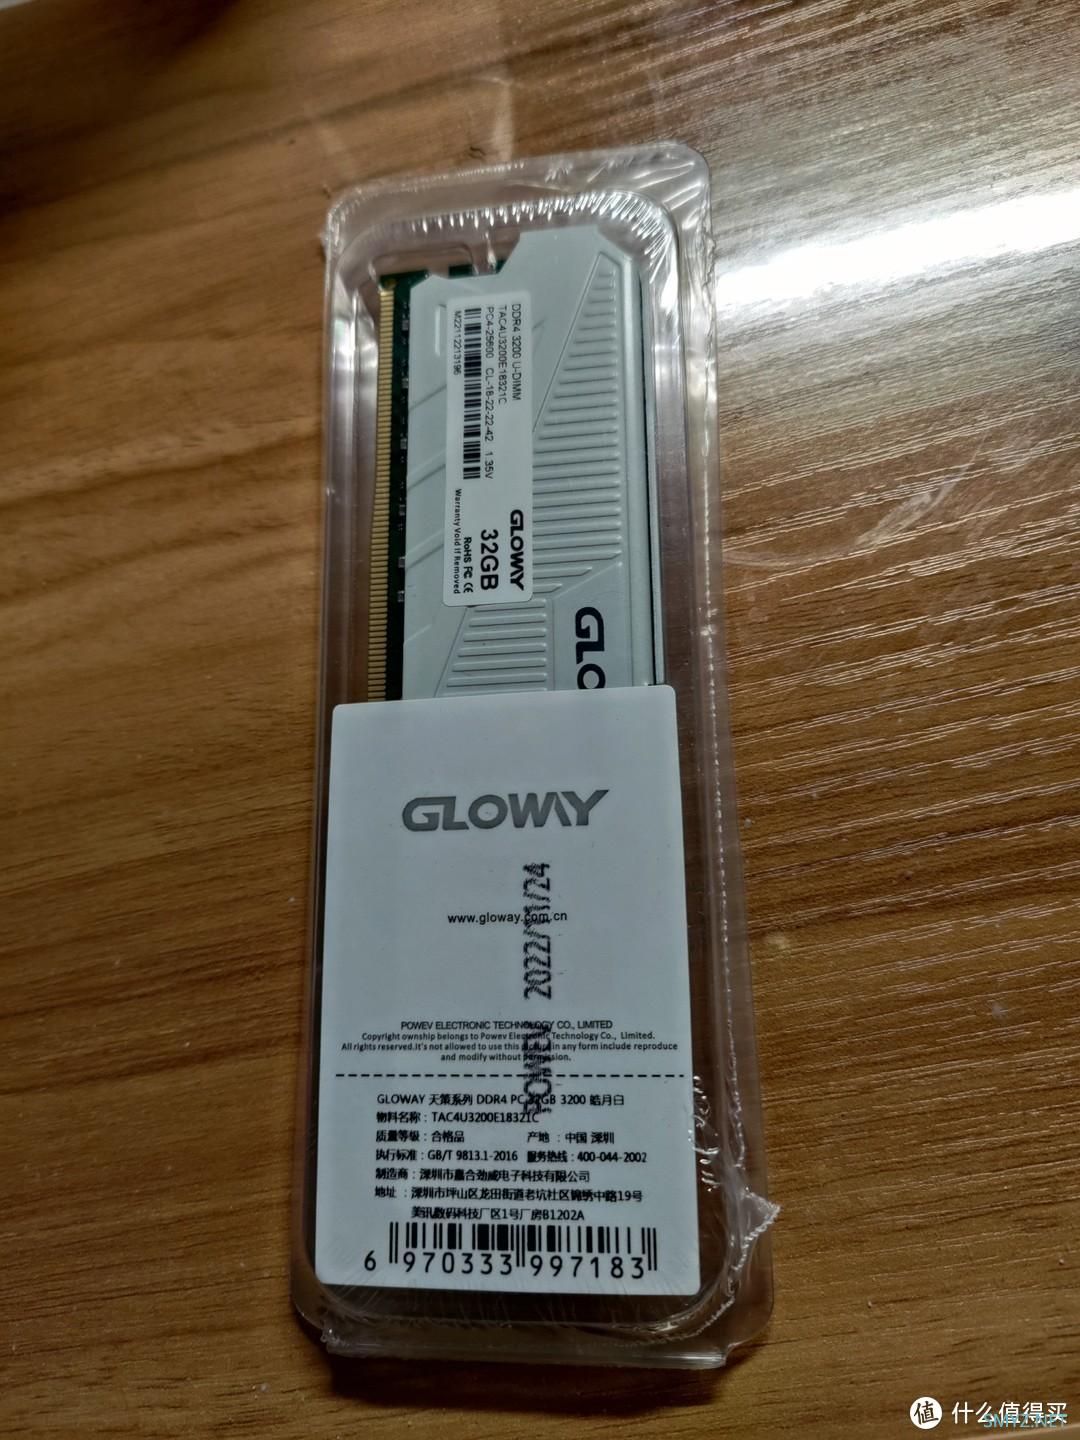 DDR4 3200 U-DIMM
TAC4U3200E18321C
PC4-25600 CL-18-22-22-42 1.35V
M22112213196
GLOWAY
32GB
RoHS FC CE
Warranty Void If Removed
GLO
GLOWAY
www.gloway.com.cn
2022/11/24
POWEV ELECTRONIC TECHNOLOGY CO., LIMITED
Copyright ownship belongs to Powev Electronic Technology Co., Limited.
All rights reserved.It's not allowed to use this in any form include reproduce
and modify without permission.
GLOWAY 天策系列 DDR4 PC 32GB 3200 皓月白
物料名称：TAC4U3200E18321C
质量等级：合格品 产地：中国 深圳
执行标准：GB/T 9813.1-2016 服务热线：400-044-2002
制造商：深圳市嘉合劲威电子科技有限公司
地址：深圳市坪山区龙田街道老坑社区锦绣中路19号
美讯数码科技厂区1号厂房B1202A
6 970333 997183
值 什么值得买
SMYZ.NET